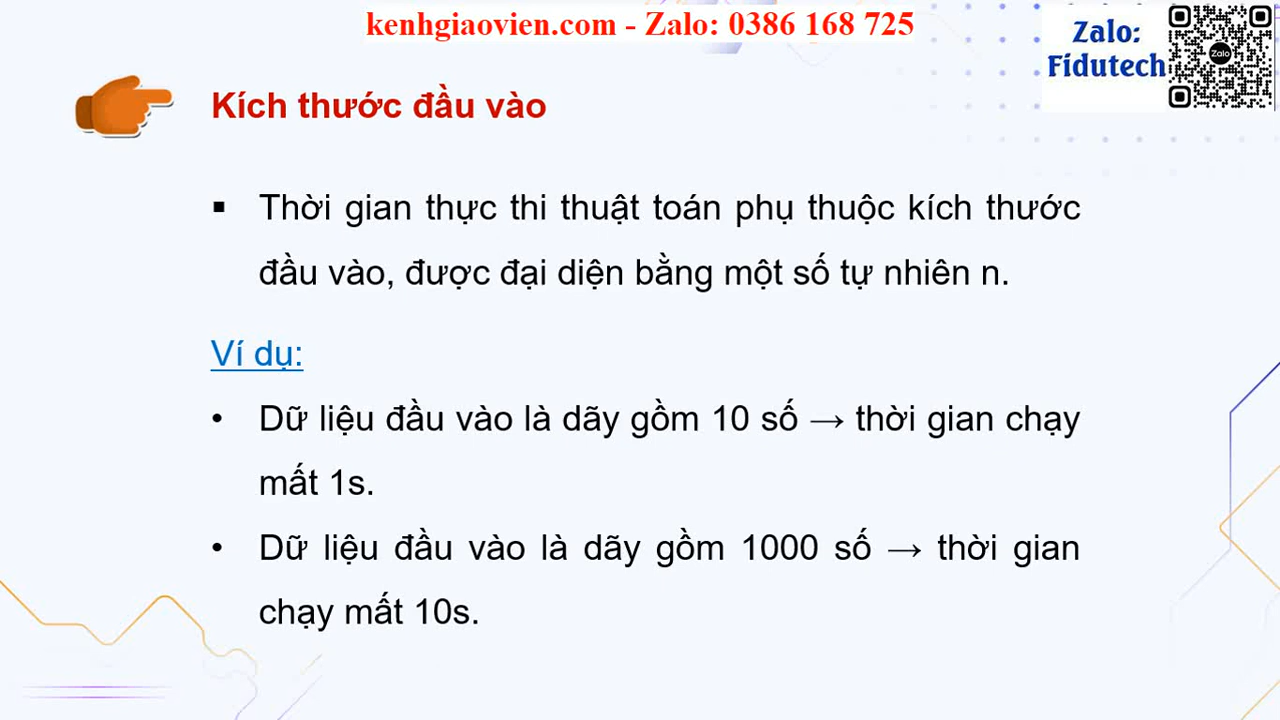 kenhgiaovien.com - Zalo: 0386 168 725
Zalo:
Fidutech
Zalo
Kích thước đầu vào
▪ Thời gian thực thi thuật toán phụ thuộc kích thước
đầu vào, được đại diện bằng một số tự nhiên n.
Ví dụ:
• Dữ liệu đầu vào là dãy gồm 10 số → thời gian chạy
mất 1s.
• Dữ liệu đầu vào là dãy gồm 1000 số → thời gian
chạy mất 10s.